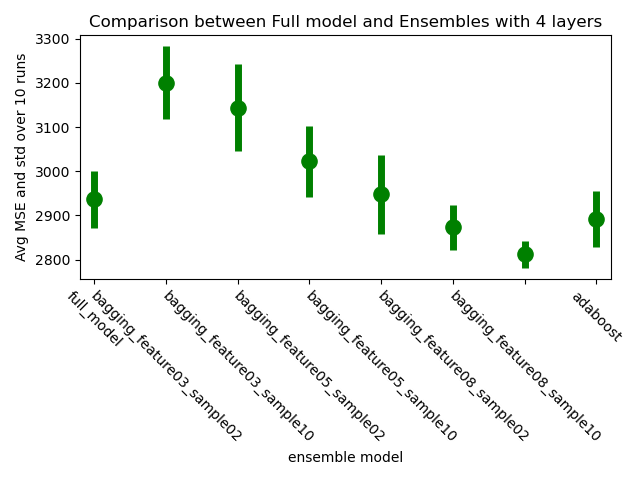 Comparison between Full model and Ensembles with 4 layers
Avg MSE and std over 10 runs
3300
3200
3100
3000
2900
2800
full_model
bagging_feature03_sample02
bagging_feature03_sample10
bagging_feature05_sample02
bagging_feature05_sample10
bagging_feature08_sample02
bagging_feature08_sample10
adaboost
ensemble model